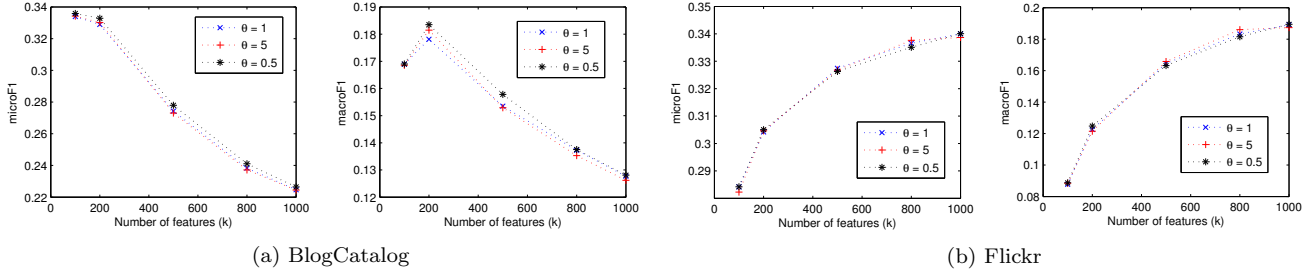 0.34
0.32
0.3
0.28
0.26
0.24
0.22
0 200 400 600 800 1000
microF1
Number of features (k)
θ = 1
θ = 5
θ = 0.5
0.2
0.19
0.18
0.17
0.16
0.15
0.14
0.13
0.12
0 200 400 600 800 1000
macroF1
Number of features (k)
θ = 1
θ = 5
θ = 0.5
(a) BlogCatalog
0.34
0.33
0.32
0.31
0.3
0.29
0 200 400 600 800 1000
microF1
Number of features (k)
θ = 1
θ = 5
θ = 0.5
0.2
0.18
0.16
0.14
0.12
0.1
0.08
0 200 400 600 800 1000
macroF1
Number of features (k)
θ = 1
θ = 5
θ = 0.5
(b) Flickr